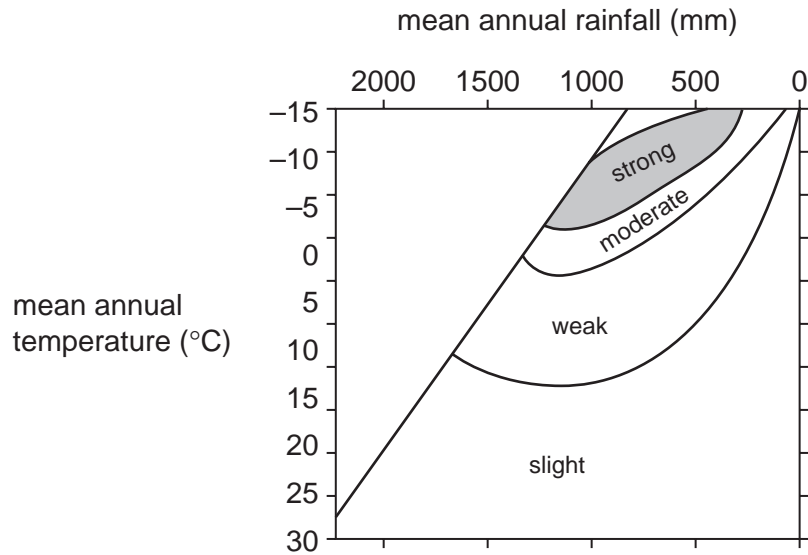 mean annual rainfall (mm)
2000 1500 1000 500 0
–15
–10
–5
0
5
10
15
20
25
30
mean annual
temperature (°C)
strong
moderate
weak
slight